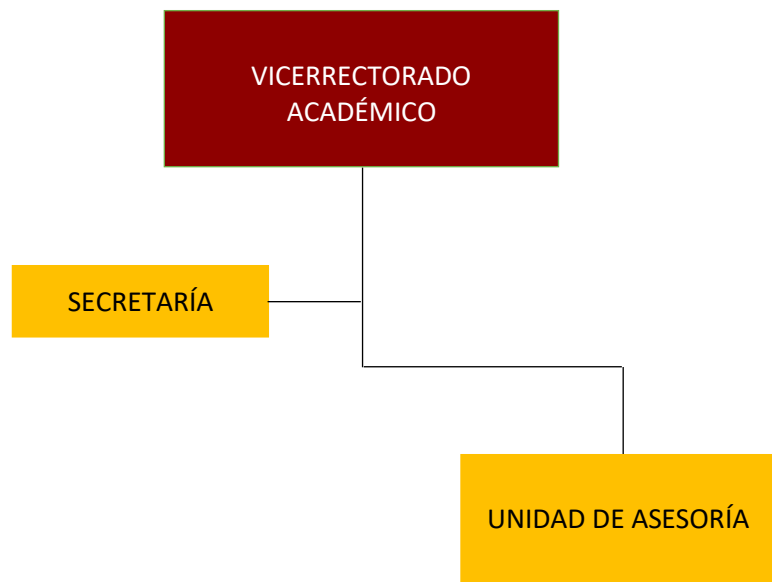 VICERRECTORADO
ACADÉMICO
SECRETARÍA
UNIDAD DE ASESORÍA